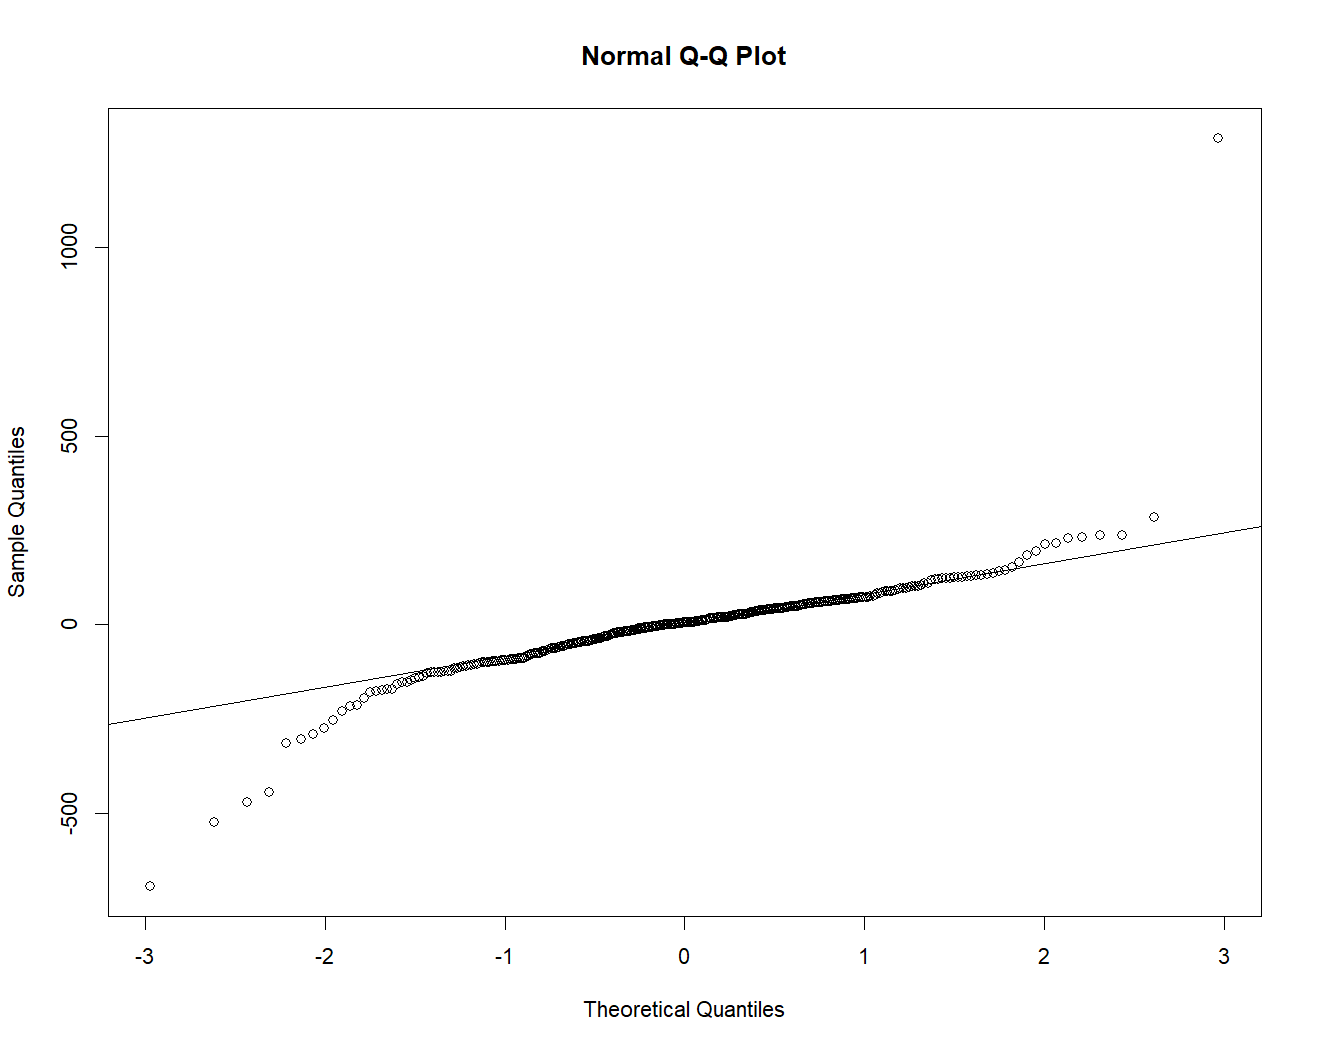 Normal Q-Q Plot
Sample Quantiles
1000
500
0
-500
-3 -2 -1 0 1 2 3
Theoretical Quantiles